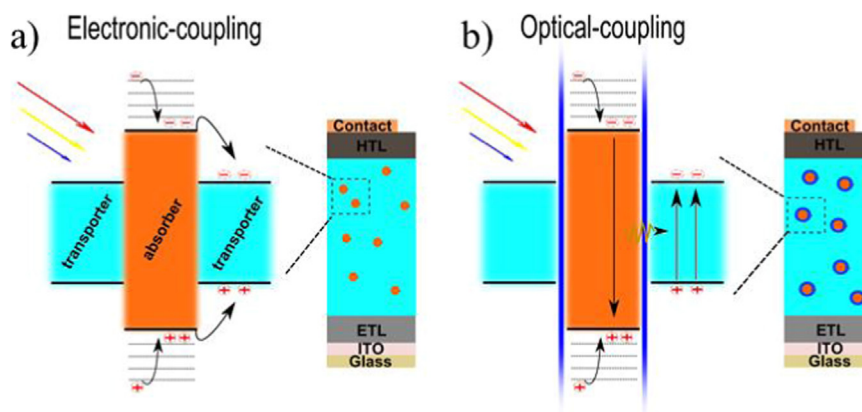 a) Electronic-coupling
transporter
absorber
transporter
Contact
HTL
ETL
ITO
Glass
b) Optical-coupling
Contact
HTL
ETL
ITO
Glass